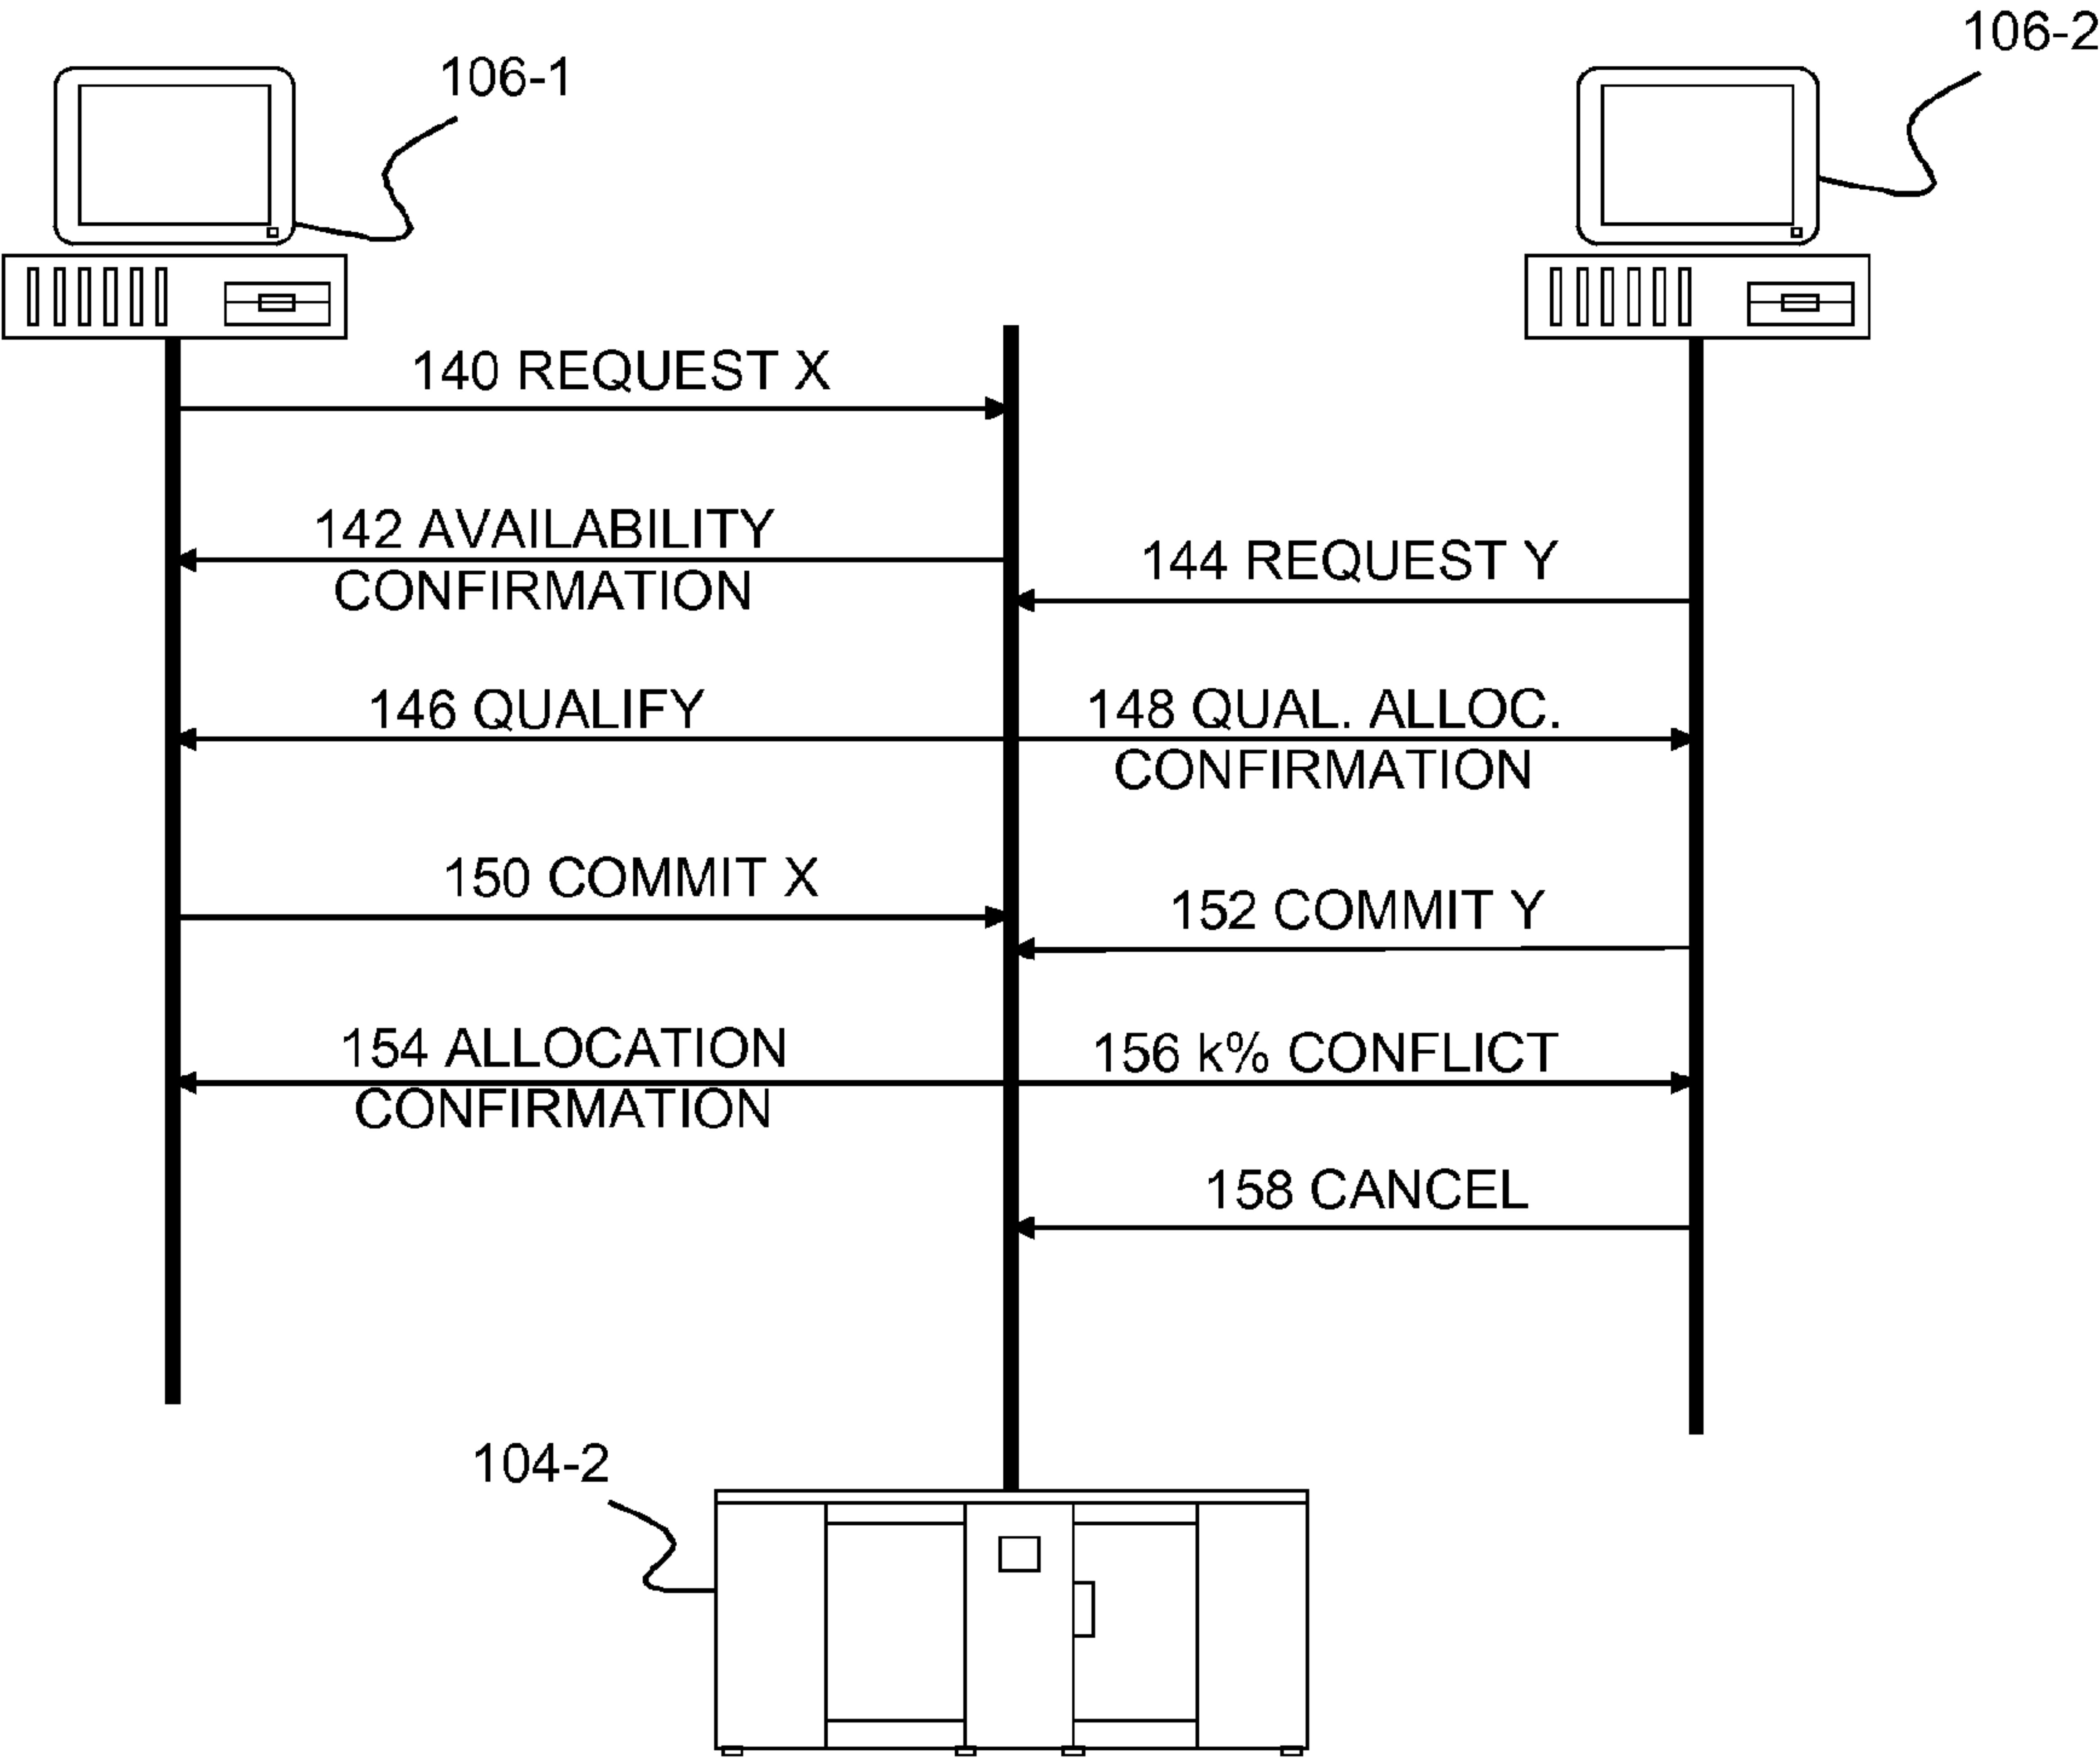 106-1
106-2
140 REQUEST X
142 AVAILABILITY
CONFIRMATION
144 REQUEST Y
146 QUALIFY
148 QUAL. ALLOC.
CONFIRMATION
150 COMMIT X
152 COMMIT Y
154 ALLOCATION
CONFIRMATION
156 k% CONFLICT
158 CANCEL
104-2